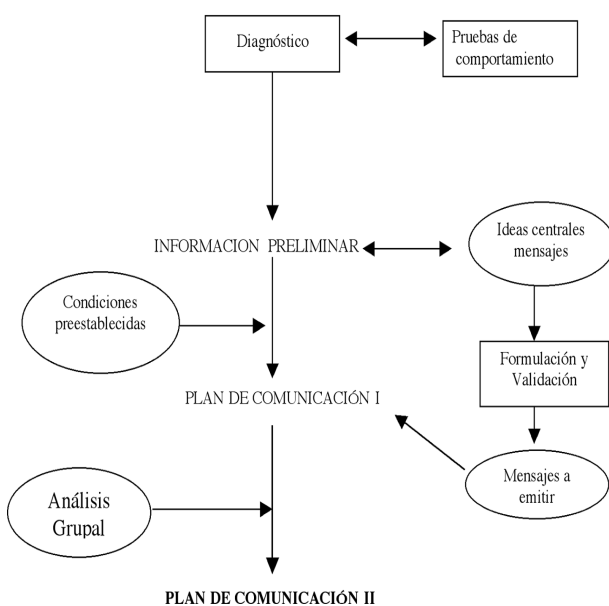 Diagnóstico
Pruebas de
comportamiento
INFORMACION PRELIMINAR
Ideas centrales
mensajes
Condiciones
preestablecidas
Formulación y
Validación
PLAN DE COMUNICACIÓN I
Mensajes a
emitir
Análisis
Grupal
PLAN DE COMUNICACIÓN II